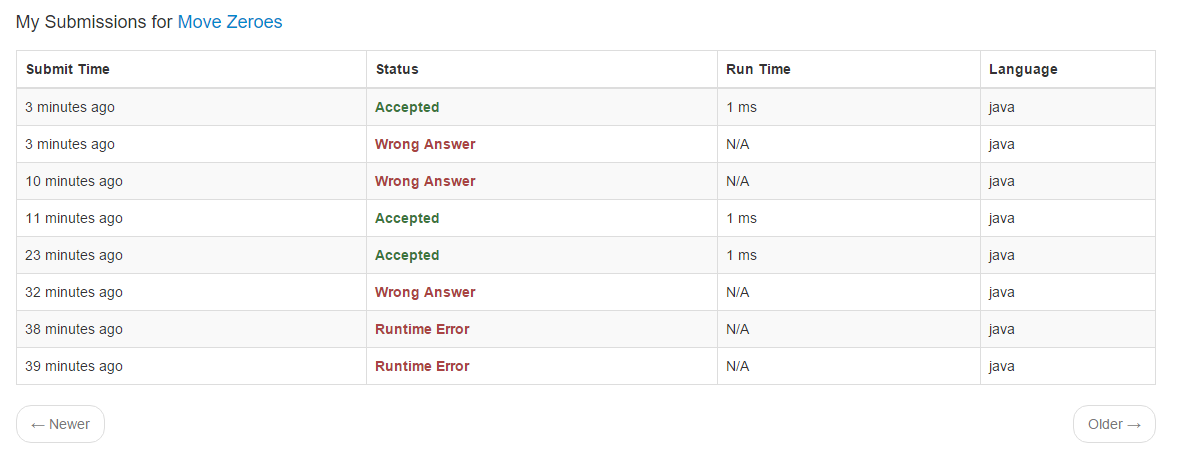 My Submissions for Move Zeroes
Submit Time Status Run Time Language
3 minutes ago Accepted 1 ms java
3 minutes ago Wrong Answer N/A java
10 minutes ago Wrong Answer N/A java
11 minutes ago Accepted 1 ms java
23 minutes ago Accepted 1 ms java
32 minutes ago Wrong Answer N/A java
38 minutes ago Runtime Error N/A java
39 minutes ago Runtime Error N/A java
← Newer Older →